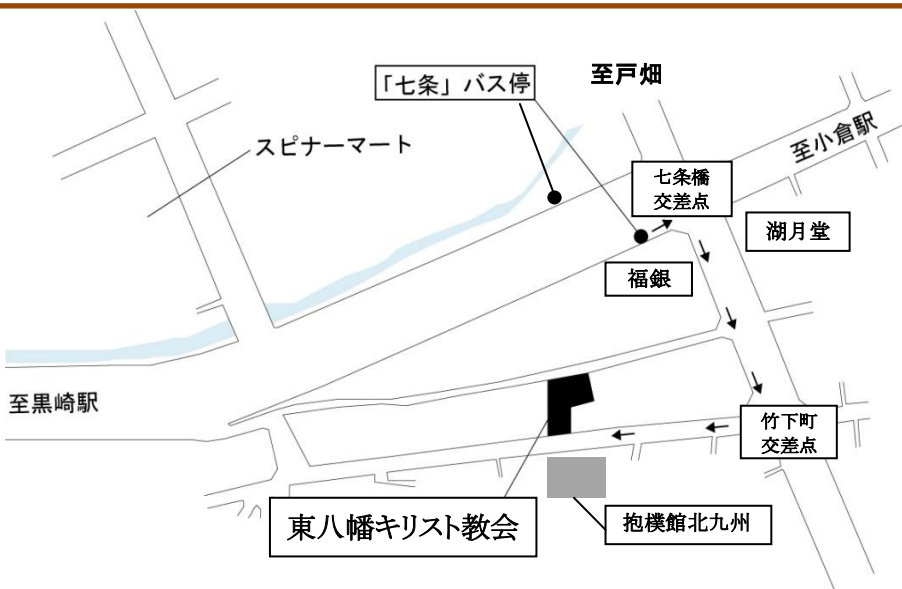 至戸畑
「七条」バス停
スピナーマート
至小倉駅
七条橋
交差点
湖月堂
福銀
至黒崎駅
竹下町
交差点
東八幡キリスト教会
抱樸館北九州